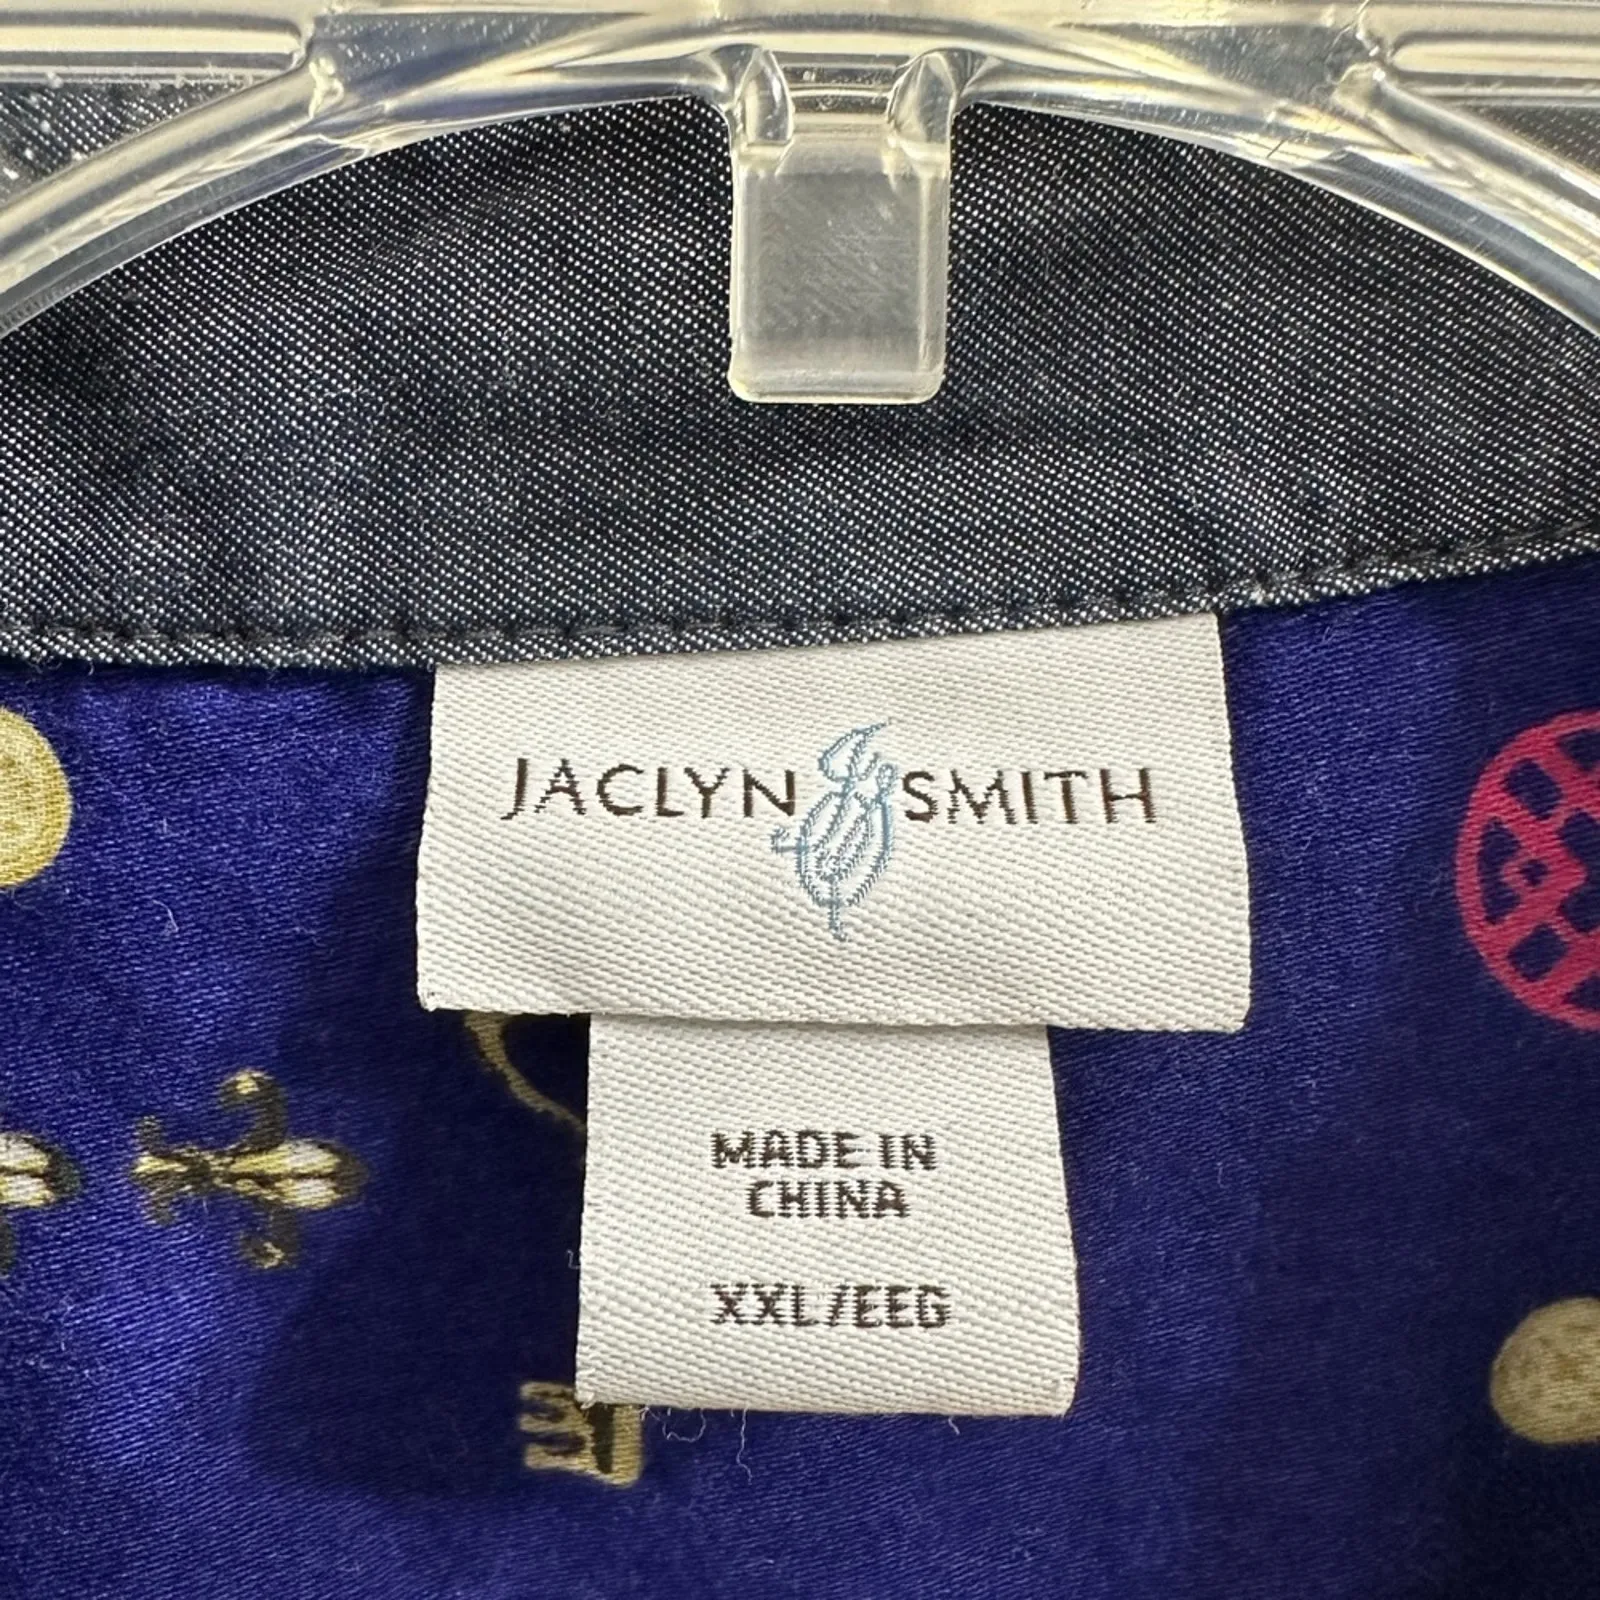 JACLYN SMITH
MADE IN
CHINA
XXL/EEG